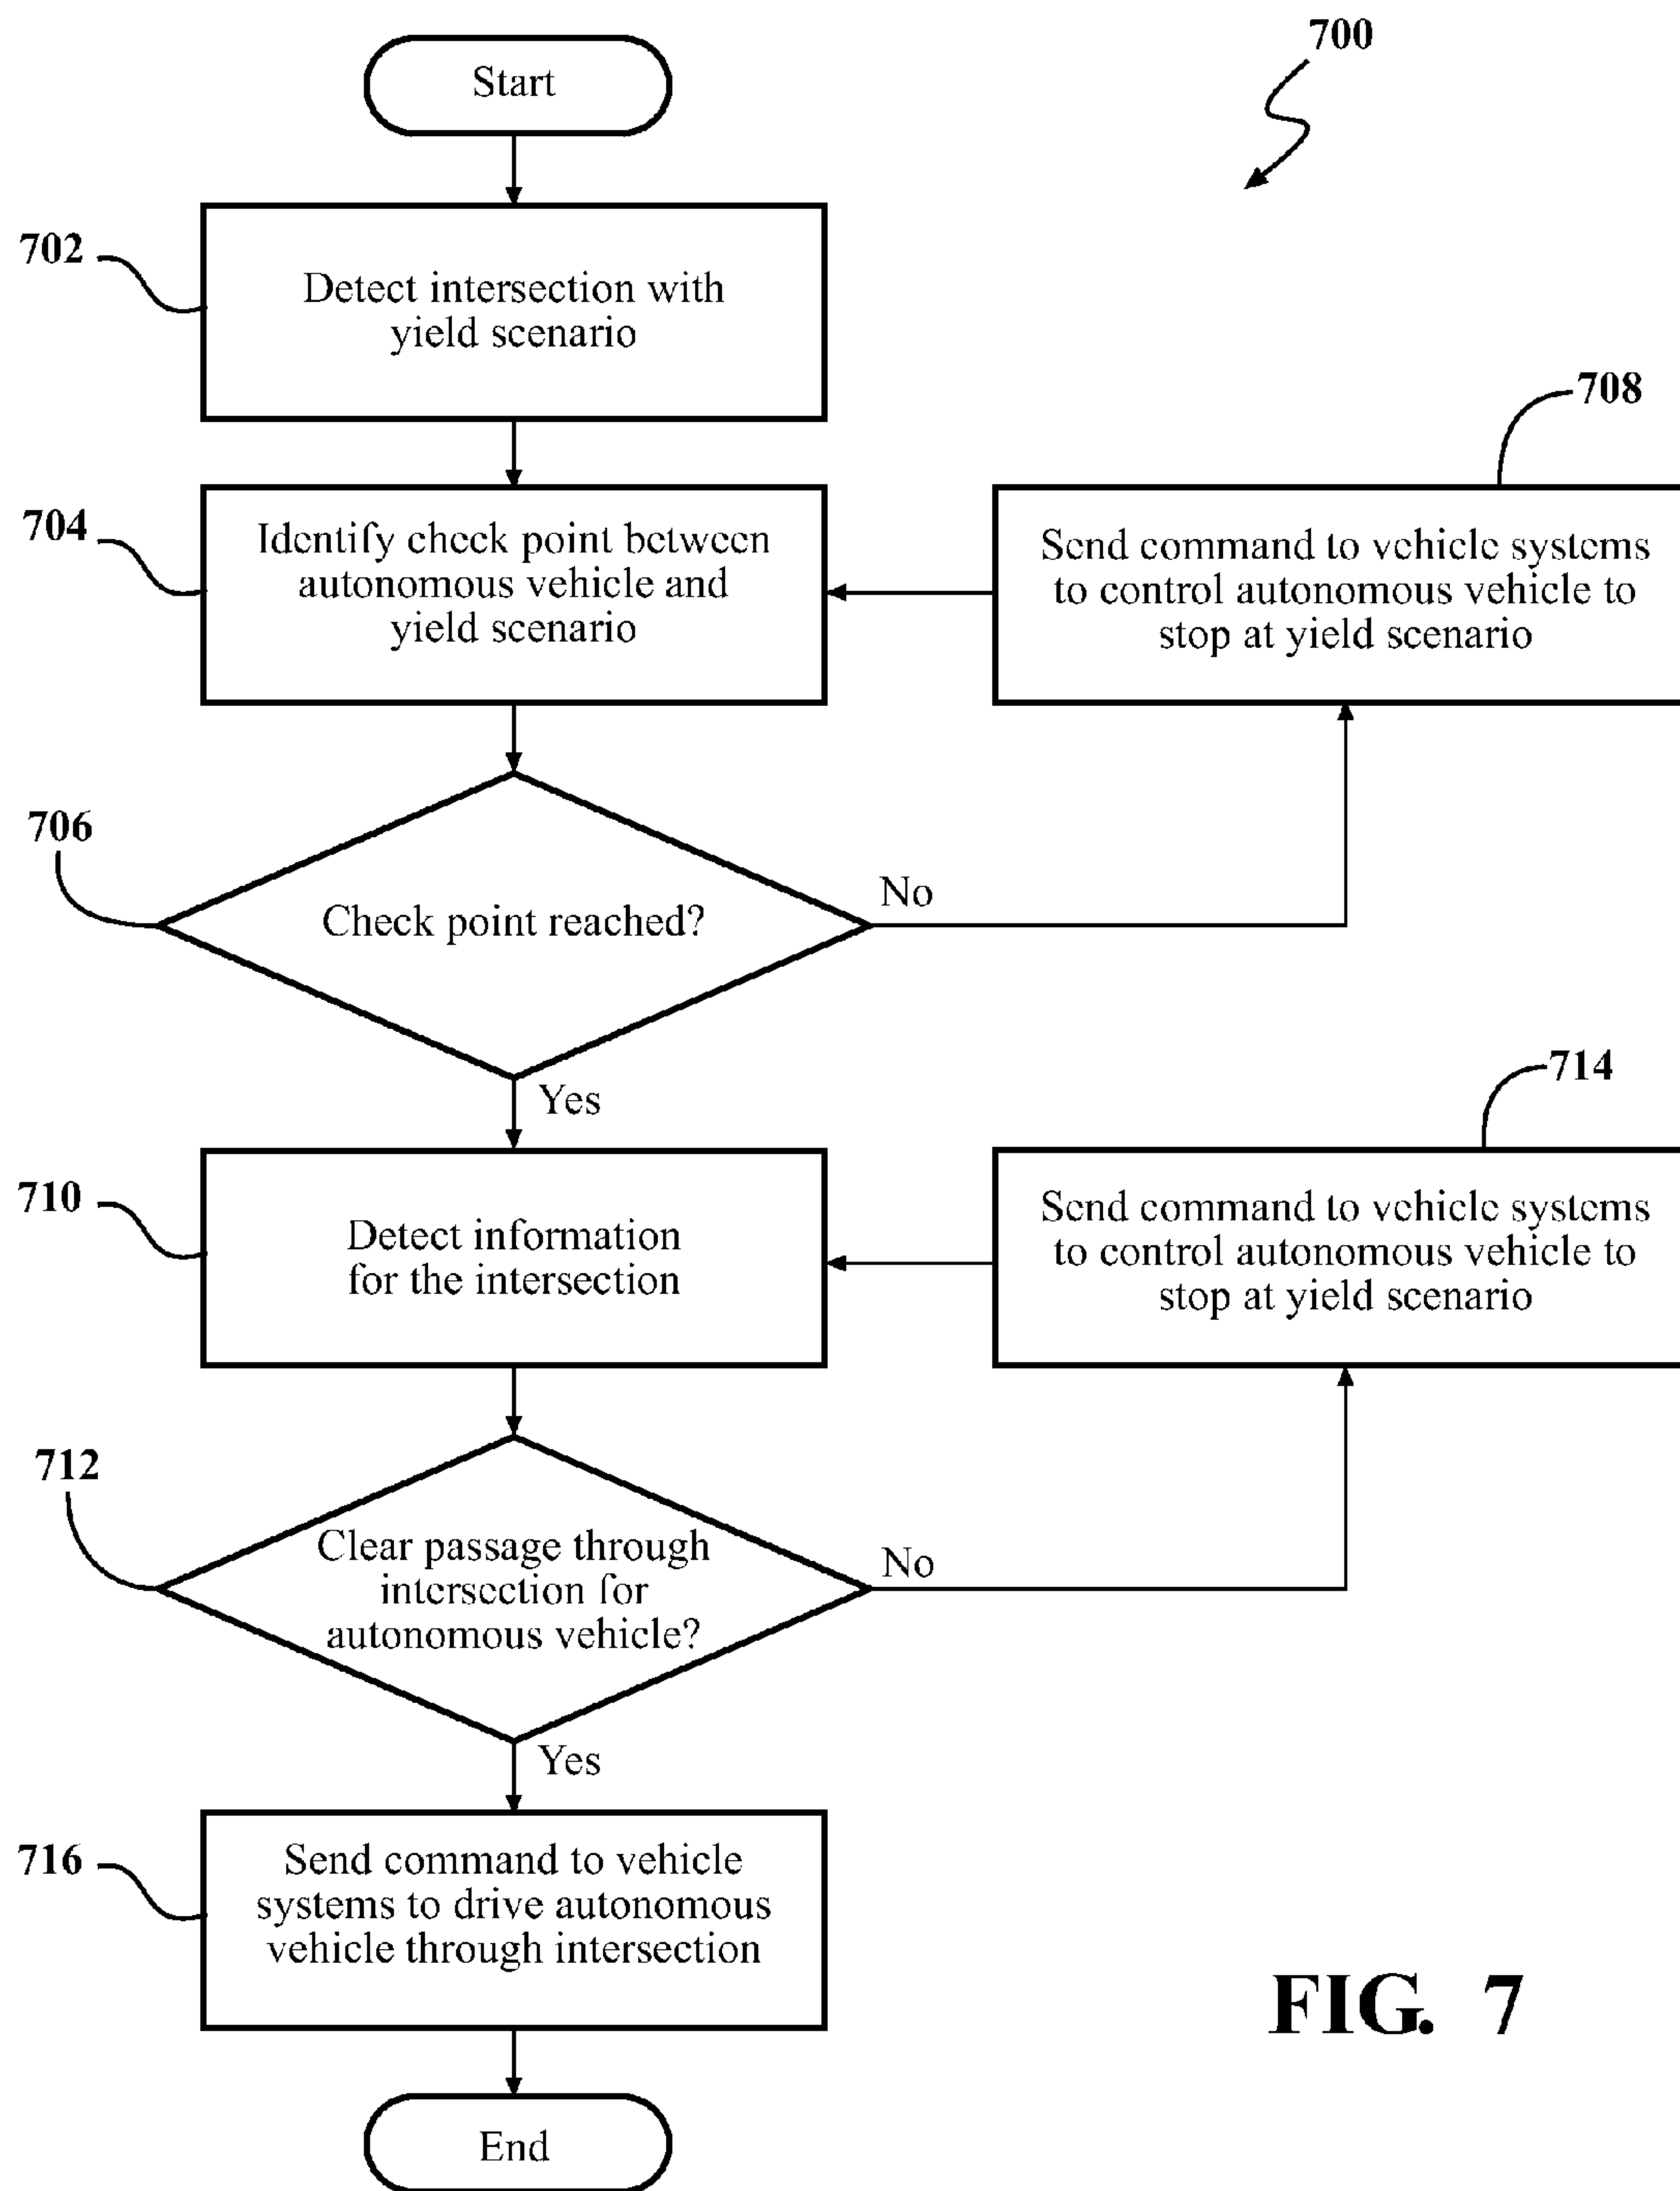 700
Start
702
Detect intersection with
yield scenario
708
704
Identify check point between
autonomous vehicle and
yield scenario
Send command to vehicle systems
to control autonomous vehicle to
stop at yield scenario
706
Check point reached?
No
Yes
714
710
Detect information
for the intersection
Send command to vehicle systems
to control autonomous vehicle to
stop at yield scenario
712
Clear passage through
intersection for
autonomous vehicle?
No
Yes
716
Send command to vehicle
systems to drive autonomous
vehicle through intersection
FIG. 7
End